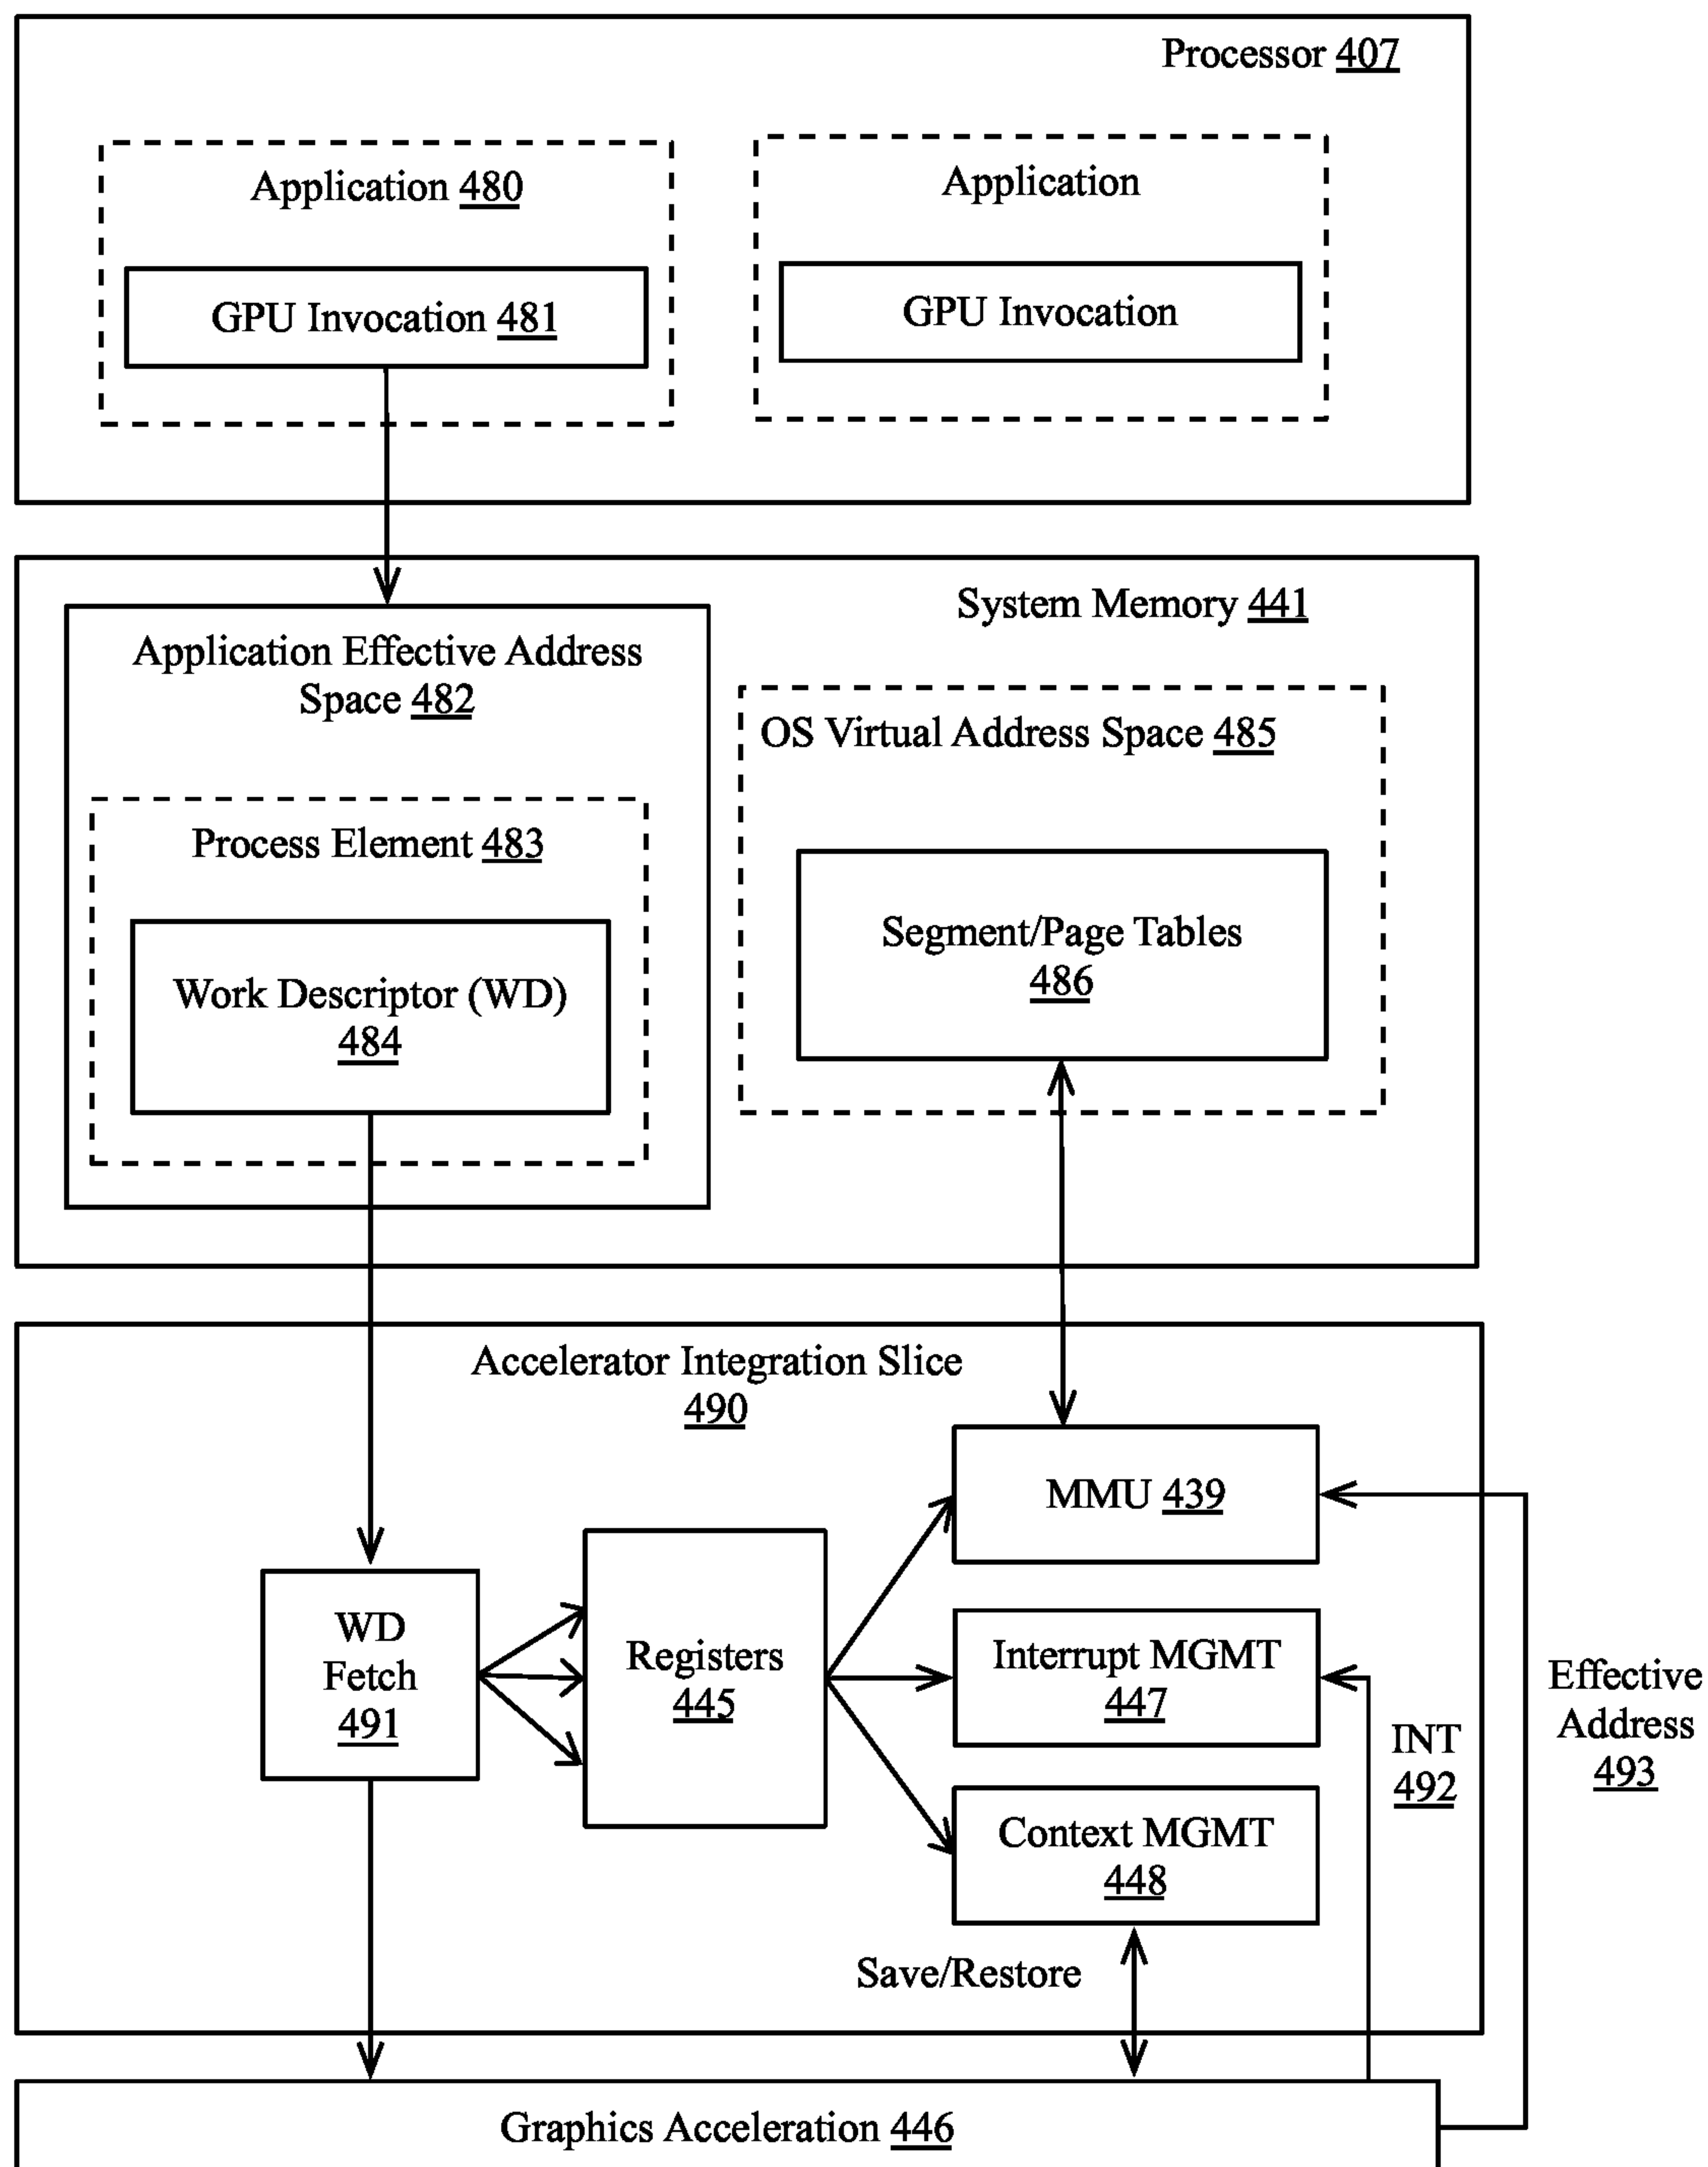 Processor 407
Application 480
Application
GPU Invocation 481
GPU Invocation
System Memory 441
Application Effective Address
Space 482
OS Virtual Address Space 485
Process Element 483
Segment/Page Tables
486
Work Descriptor (WD)
484
Accelerator Integration Slice
490
MMU 439
WD
Fetch
491
Registers
445
Interrupt MGMT
447
Effective
Address
493
INT
492
Context MGMT
448
Save/Restore
Graphics Acceleration 446